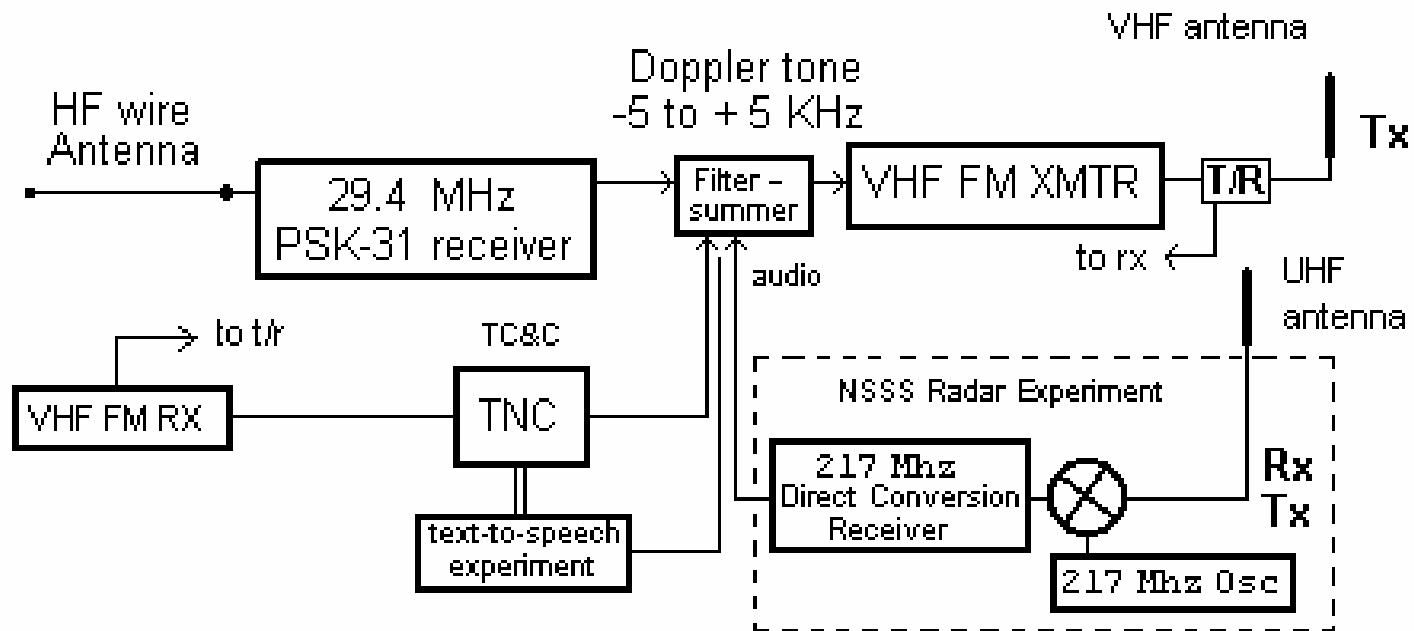 VHF antenna
Doppler tone
-5 to + 5 KHz
HF wire
Antenna
Tx
29.4 MHz
PSK-31 receiver
Filter -
summer
VHF FM XMTR
T/R
to rx
audio
UHF
antenna
to t/r
TC&C
VHF FM RX
TNC
NSSS Radar Experiment
217 Mhz
Direct Conversion
Receiver
Rx
Tx
text-to-speech
experiment
217 Mhz Osc